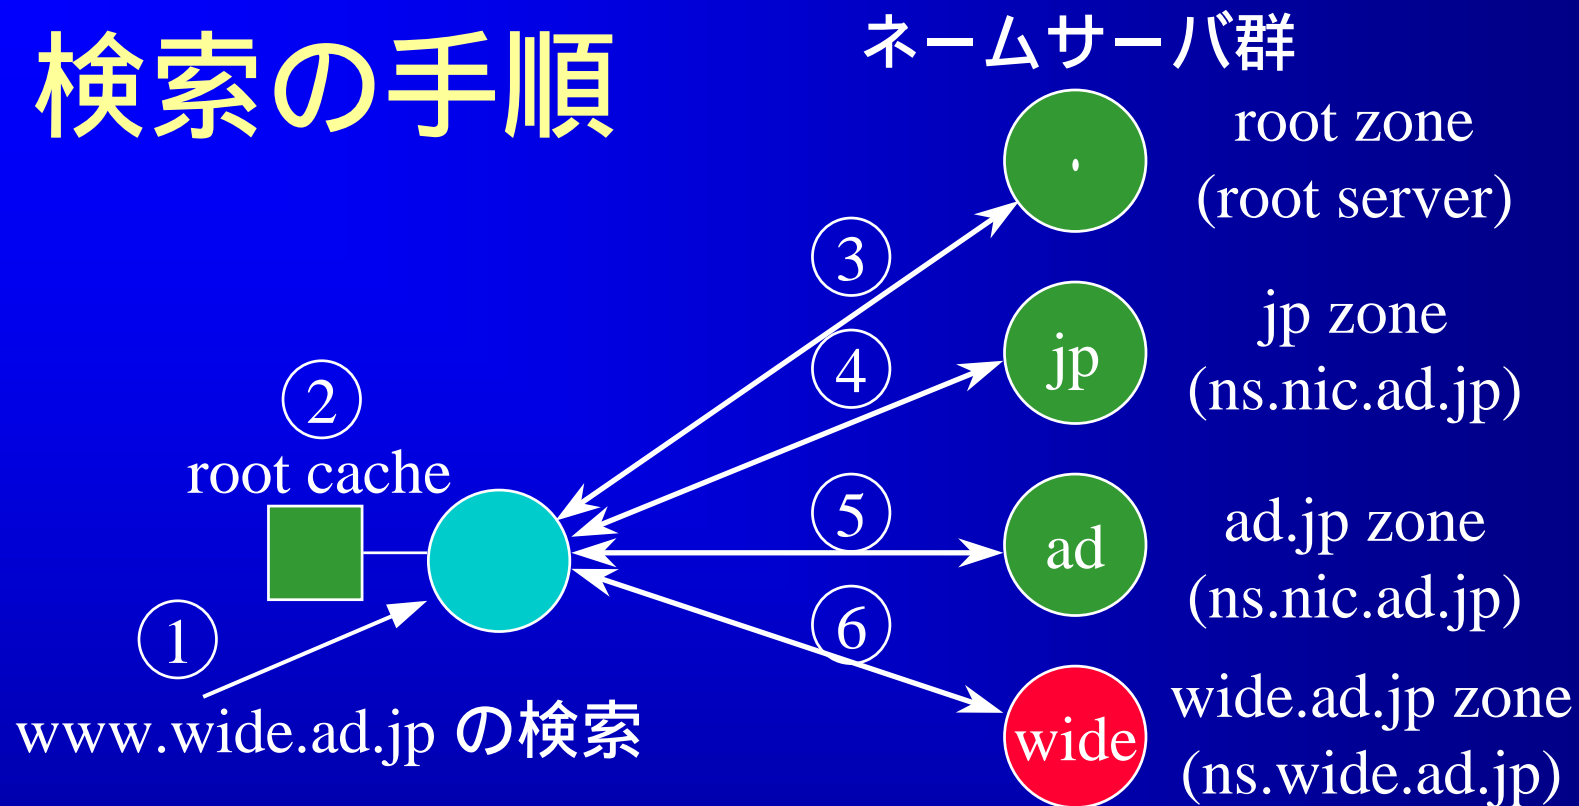 検索の手順
ネームサーバ群
.
root zone
(root server)
③
jp
jp zone
(ns.nic.ad.jp)
④
②
root cache
⑤
ad
ad.jp zone
(ns.nic.ad.jp)
①
www.wide.ad.jp の検索
⑥
wide
wide.ad.jp zone
(ns.wide.ad.jp)